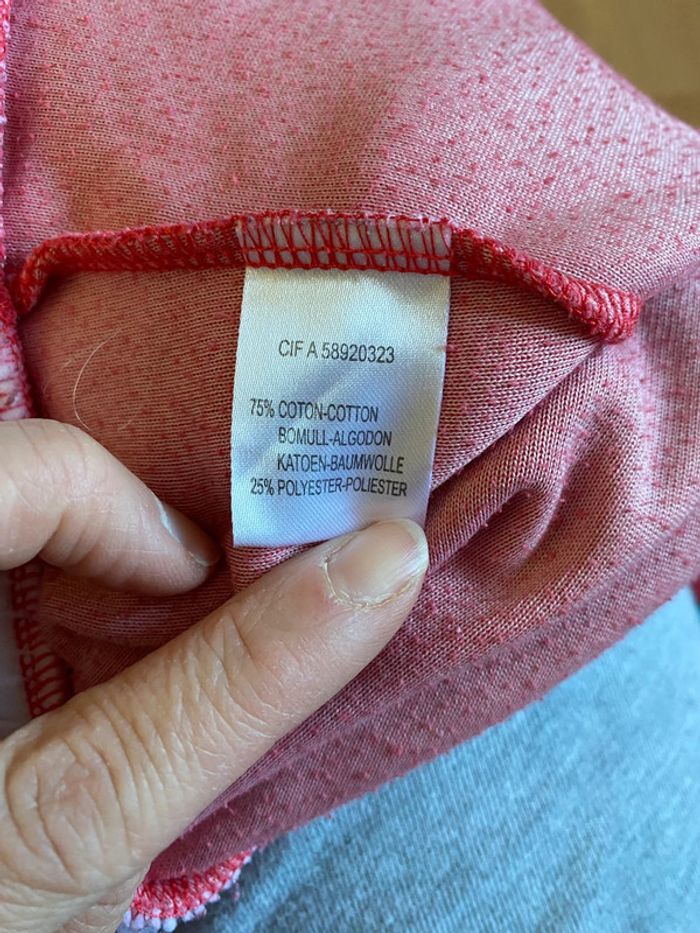 CIF A 58920323
75% COTON-COTTON
BOMULL-ALGODON
KATOEN-BAUMWOLLE
25% POLYESTER-POLIESTER